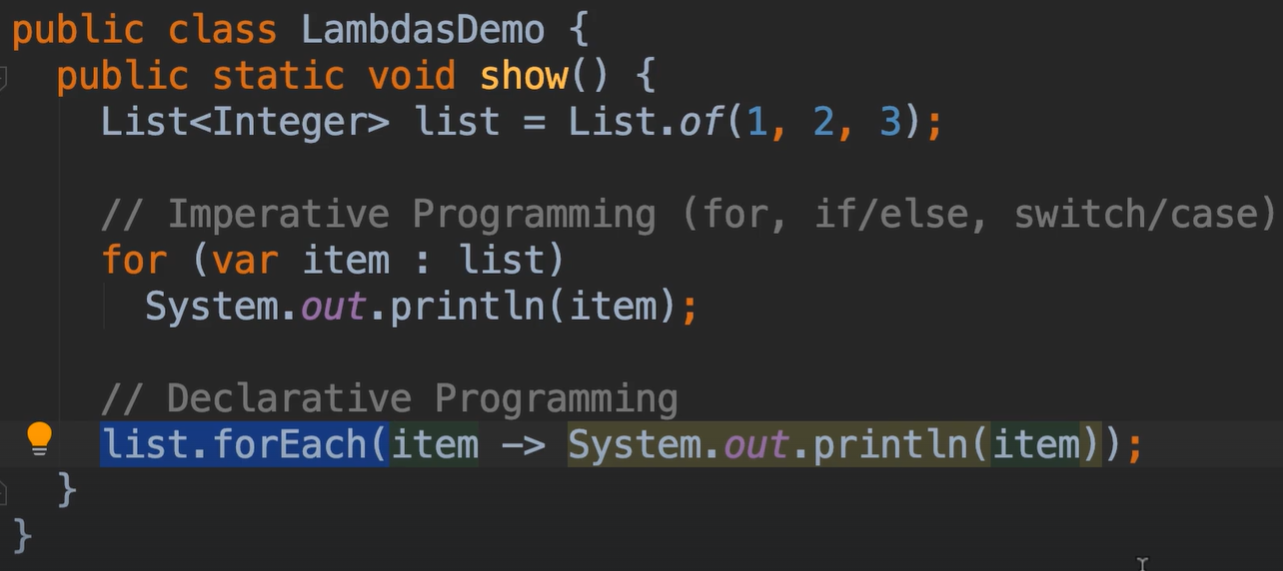 public class LambdasDemo {
  public static void show() {
    List<Integer> list = List.of(1, 2, 3);
    // Imperative Programming (for, if/else, switch/case)
    for (var item : list)
      System.out.println(item);
    // Declarative Programming
    list.forEach(item -> System.out.println(item));
  }
}